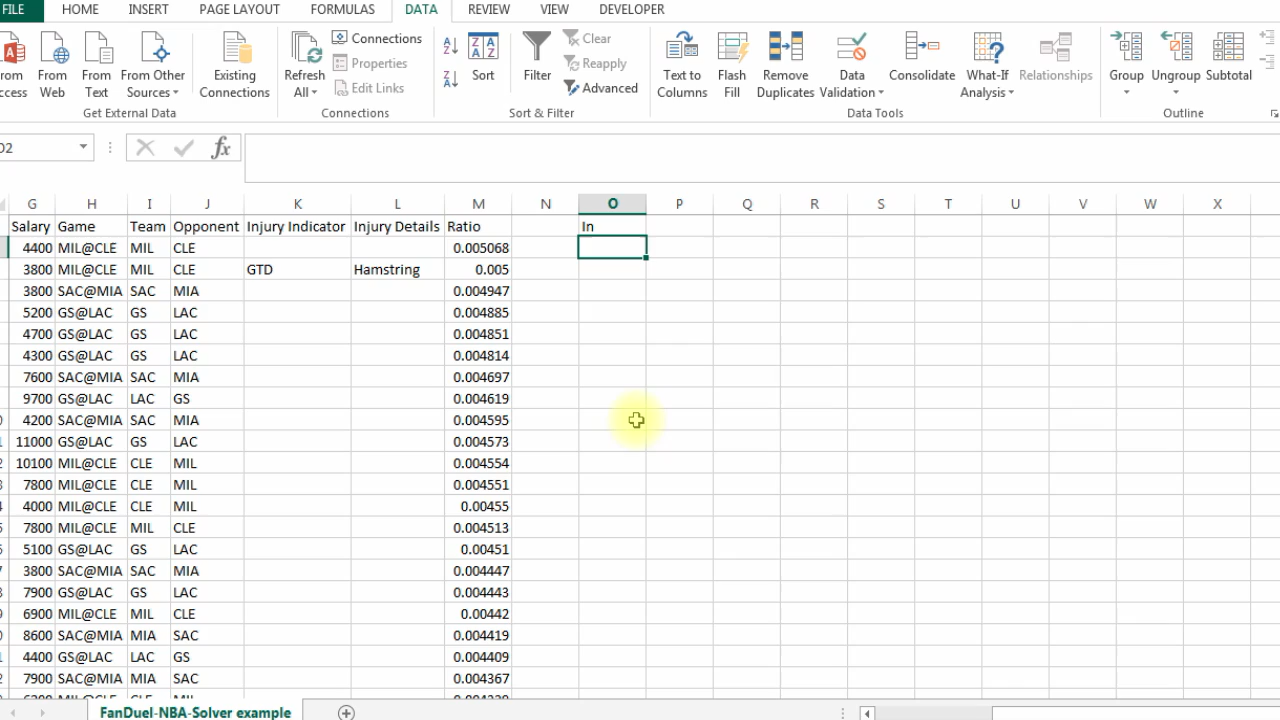 FILE HOME INSERT PAGE LAYOUT FORMULAS DATA REVIEW VIEW DEVELOPER
Connections
Properties
Edit Links
From Web
From Text
From Other Sources
Existing Connections
Refresh All
Sort
Filter
Clear
Reapply
Advanced
Text to Columns
Flash Fill
Remove Duplicates
Data Validation
Consolidate
What-If Analysis
Relationships
Group
Ungroup
Subtotal
Get External Data Connections Sort & Filter Data Tools Outline
fx
G H I J K L M N O P Q R S T U V W X
Salary Game Team Opponent Injury Indicator Injury Details Ratio In
4400 MIL@CLE MIL CLE 0.005068
3800 MIL@CLE MIL CLE GTD Hamstring 0.005
3800 SAC@MIA SAC MIA 0.004947
5200 GS@LAC GS LAC 0.004885
4700 GS@LAC GS LAC 0.004851
4300 GS@LAC GS LAC 0.004814
7600 SAC@MIA SAC MIA 0.004697
9700 GS@LAC LAC GS 0.004619
4200 SAC@MIA SAC MIA 0.004595
11000 GS@LAC GS LAC 0.004573
10100 MIL@CLE CLE MIL 0.004554
7800 MIL@CLE CLE MIL 0.004551
4000 MIL@CLE CLE MIL 0.00455
7800 MIL@CLE MIL CLE 0.004513
5100 GS@LAC GS LAC 0.00451
3800 SAC@MIA SAC MIA 0.004447
7900 GS@LAC GS LAC 0.004443
6900 MIL@CLE MIL CLE 0.00442
8600 SAC@MIA MIA SAC 0.004419
4400 GS@LAC LAC GS 0.004409
7900 SAC@MIA MIA SAC 0.004367
FanDuel-NBA-Solver example